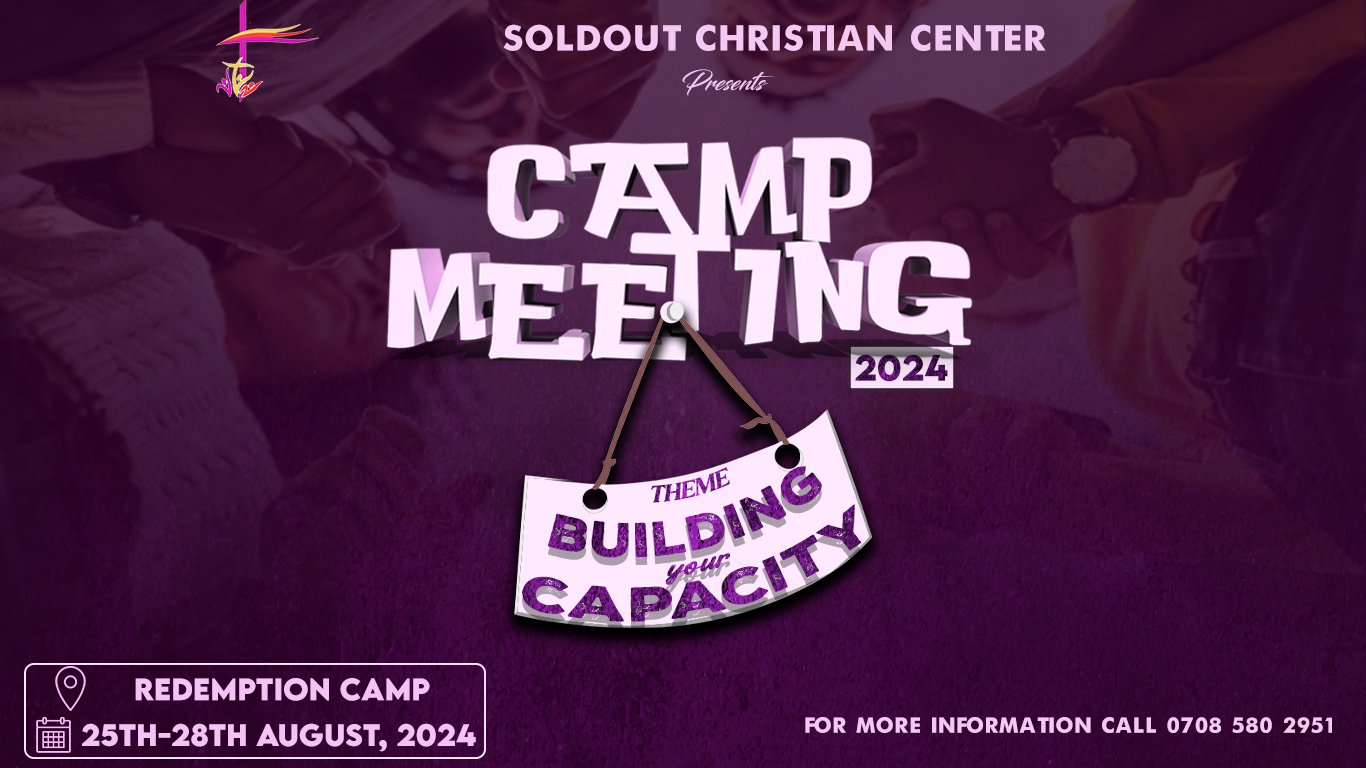 SOLDOUT CHRISTIAN CENTER
Presents
CAMP
MEETING
2024
THEME
BUILDING
your
CAPACITY
REDEMPTION CAMP
25TH-28TH AUGUST, 2024
FOR MORE INFORMATION CALL 0708 580 2951